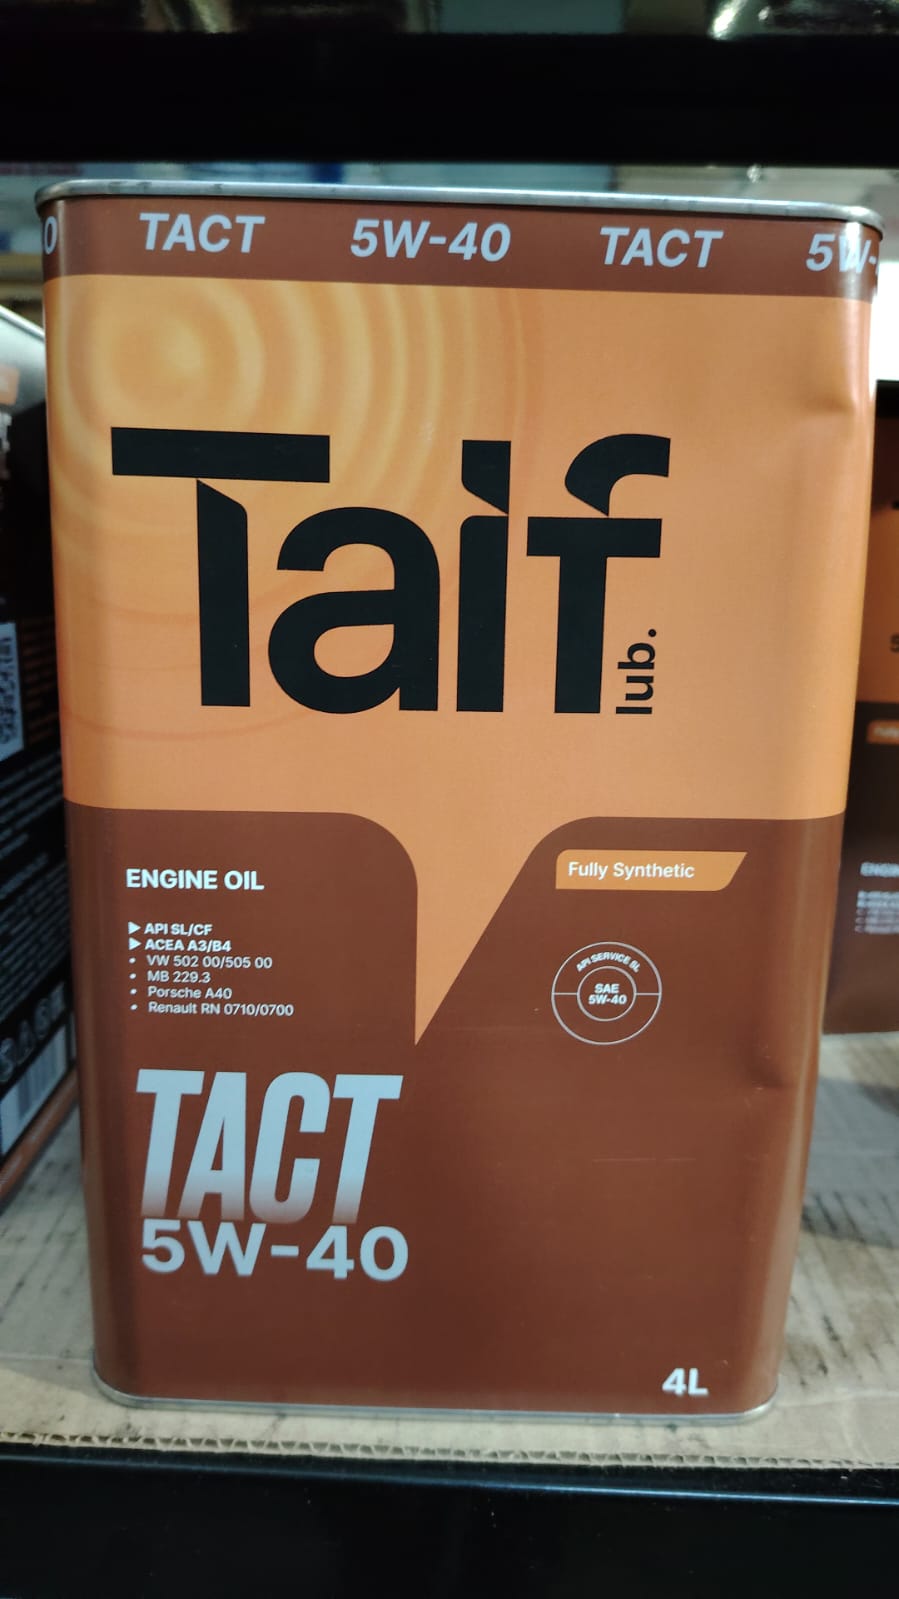 TACT 5W-40 TACT 5W-
Taif
lub.
ENGINE OIL
Fully Synthetic
▶ API SL/CF
▶ ACEA A3/B4
• VW 502 00/505 00
• MB 229.3
• Porsche A40
• Renault RN 0710/0700
API SERVICE SL
SAE
5W-40
TACT
5W-40
4L